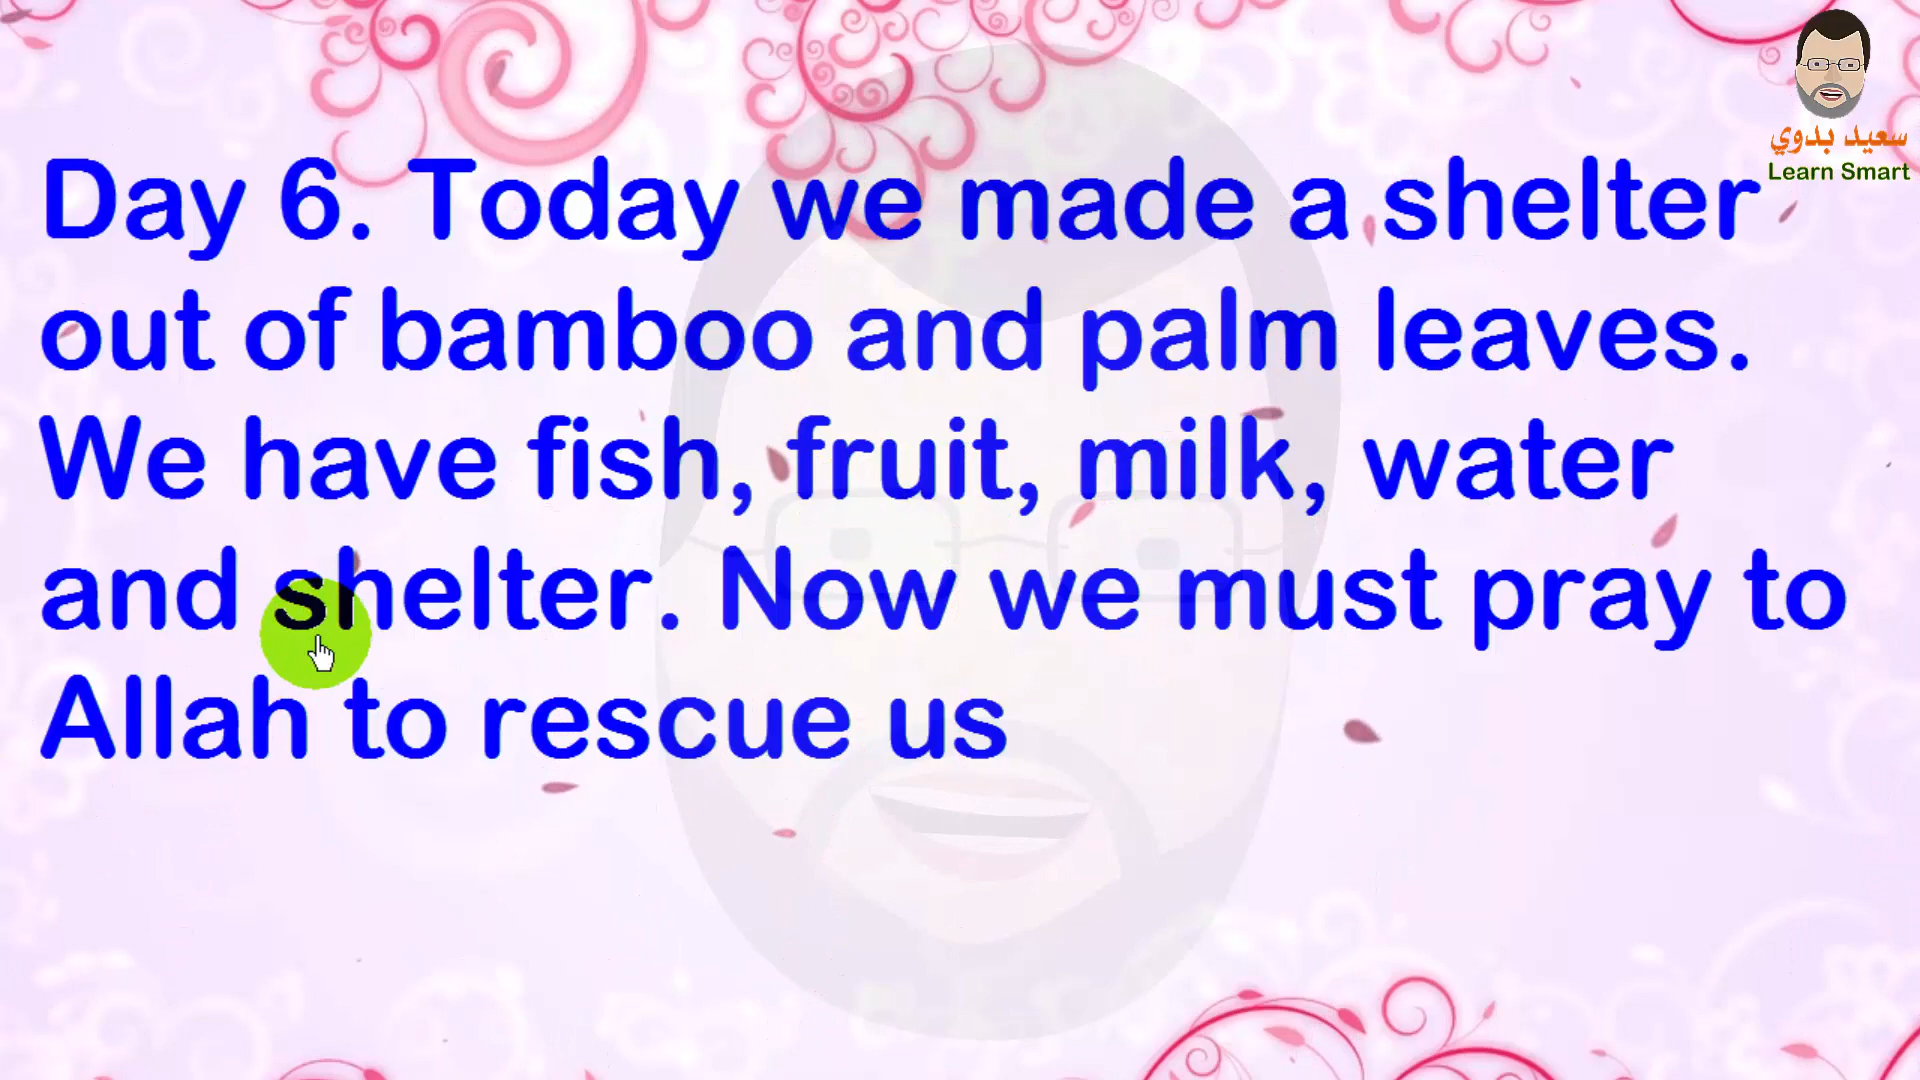 سعيد بدوي
Learn Smart
Day 6. Today we made a shelter
out of bamboo and palm leaves.
We have fish, fruit, milk, water
and shelter. Now we must pray to
Allah to rescue us